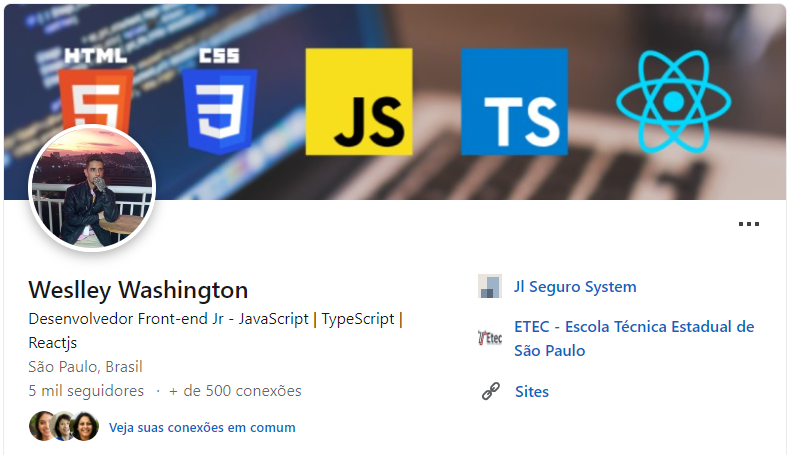 HTML
CSS
5
3
JS
TS
Weslley Washington
Desenvolvedor Front-end Jr - JavaScript | TypeScript |
Reactjs
São Paulo, Brasil
5 mil seguidores · + de 500 conexões
Veja suas conexões em comum
Jl Seguro System
Etec
ETEC - Escola Técnica Estadual de
São Paulo
Sites